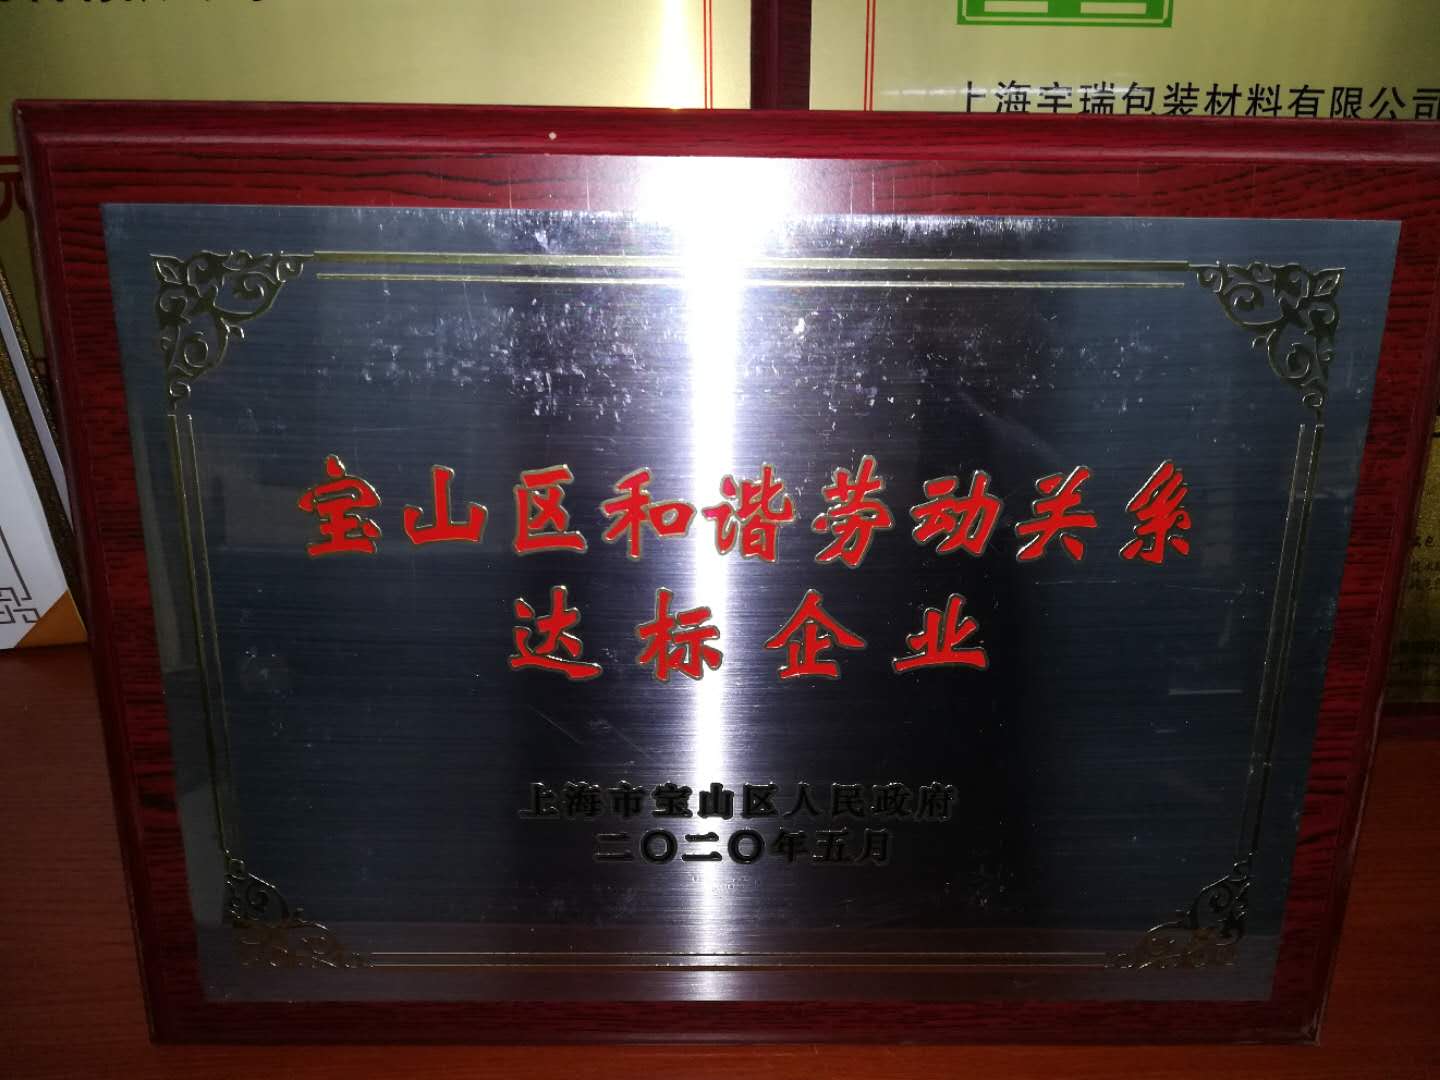 上海宇瑞包装材料有限公司
宝山区和谐劳动关系
达标企业
上海市宝山区人民政府
二〇二〇年五月